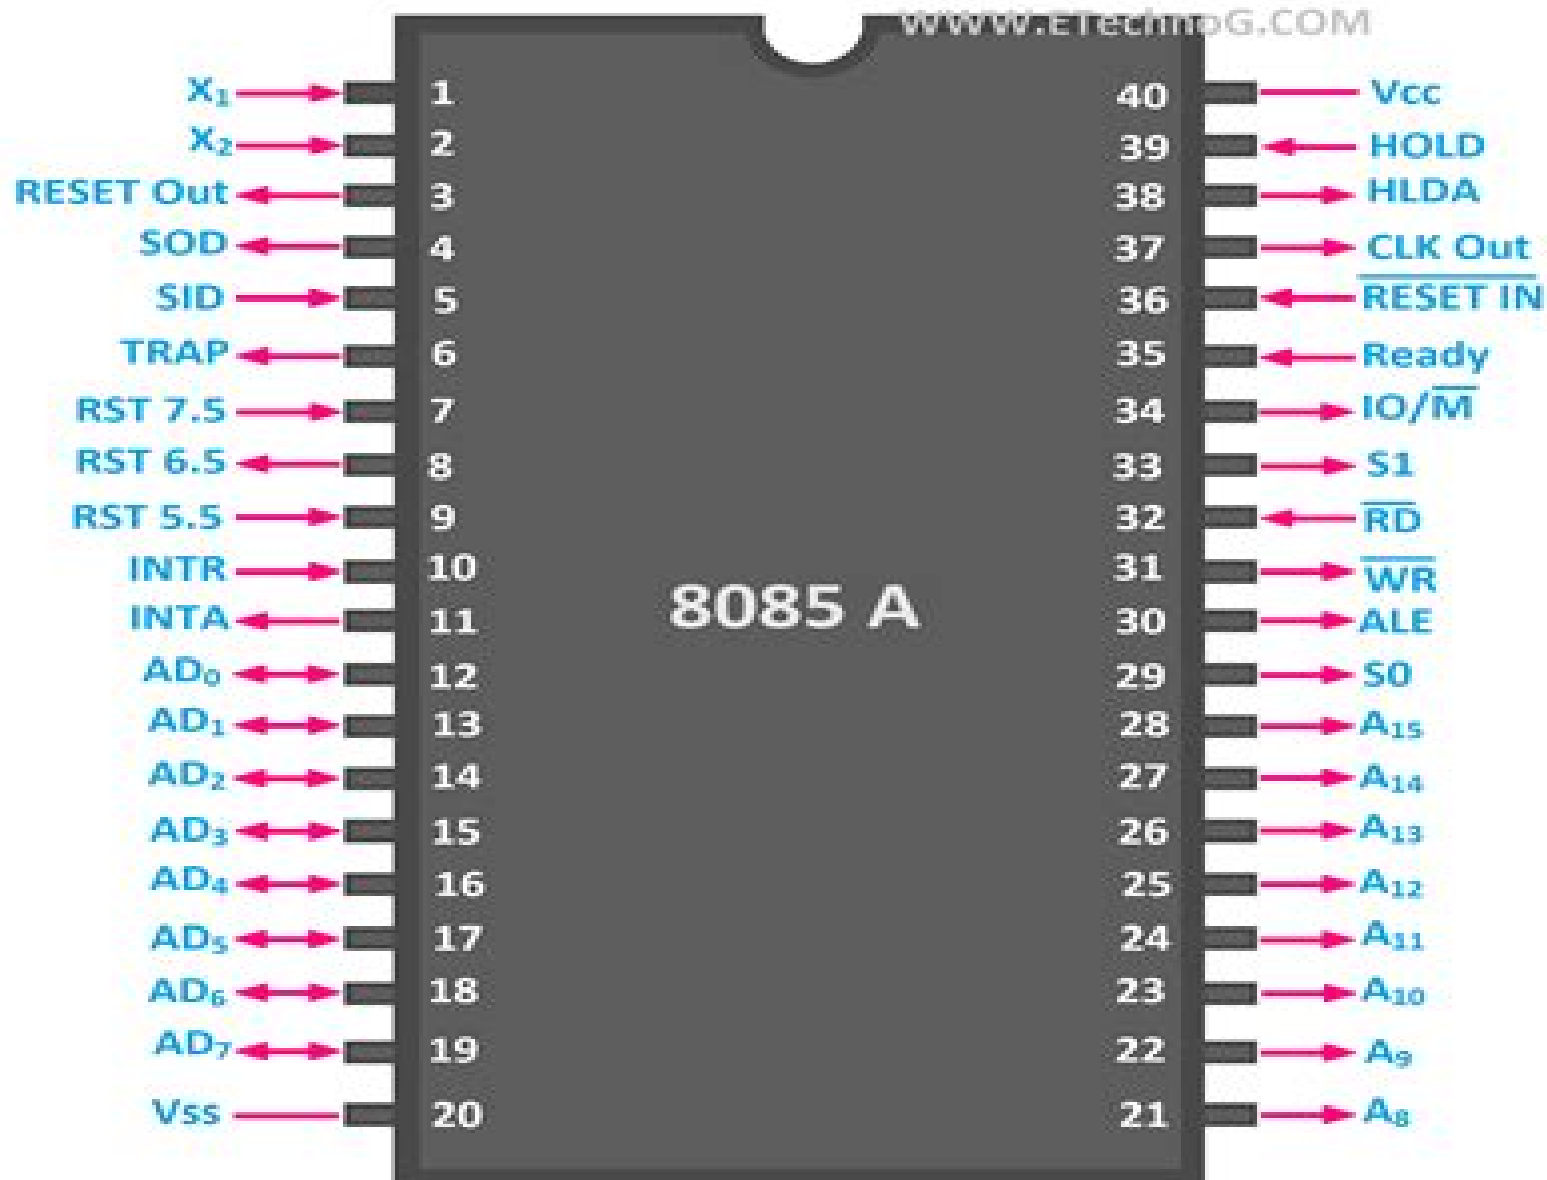 WWW.ETechnoG.COM
X₁ 1 40 Vcc
X₂ 2 39 HOLD
RESET Out 3 38 HLDA
SOD 4 37 CLK Out
SID 5 36 R̅E̅S̅E̅T̅ I̅N̅
TRAP 6 35 Ready
RST 7.5 7 34 IO/M̅
RST 6.5 8 33 S1
RST 5.5 9 32 R̅D̅
INTR 10 31 W̅R̅
8085 A
INTA 11 30 ALE
AD₀ 12 29 S0
AD₁ 13 28 A₁₅
AD₂ 14 27 A₁₄
AD₃ 15 26 A₁₃
AD₄ 16 25 A₁₂
AD₅ 17 24 A₁₁
AD₆ 18 23 A₁₀
AD₇ 19 22 A₉
Vss 20 21 A₈